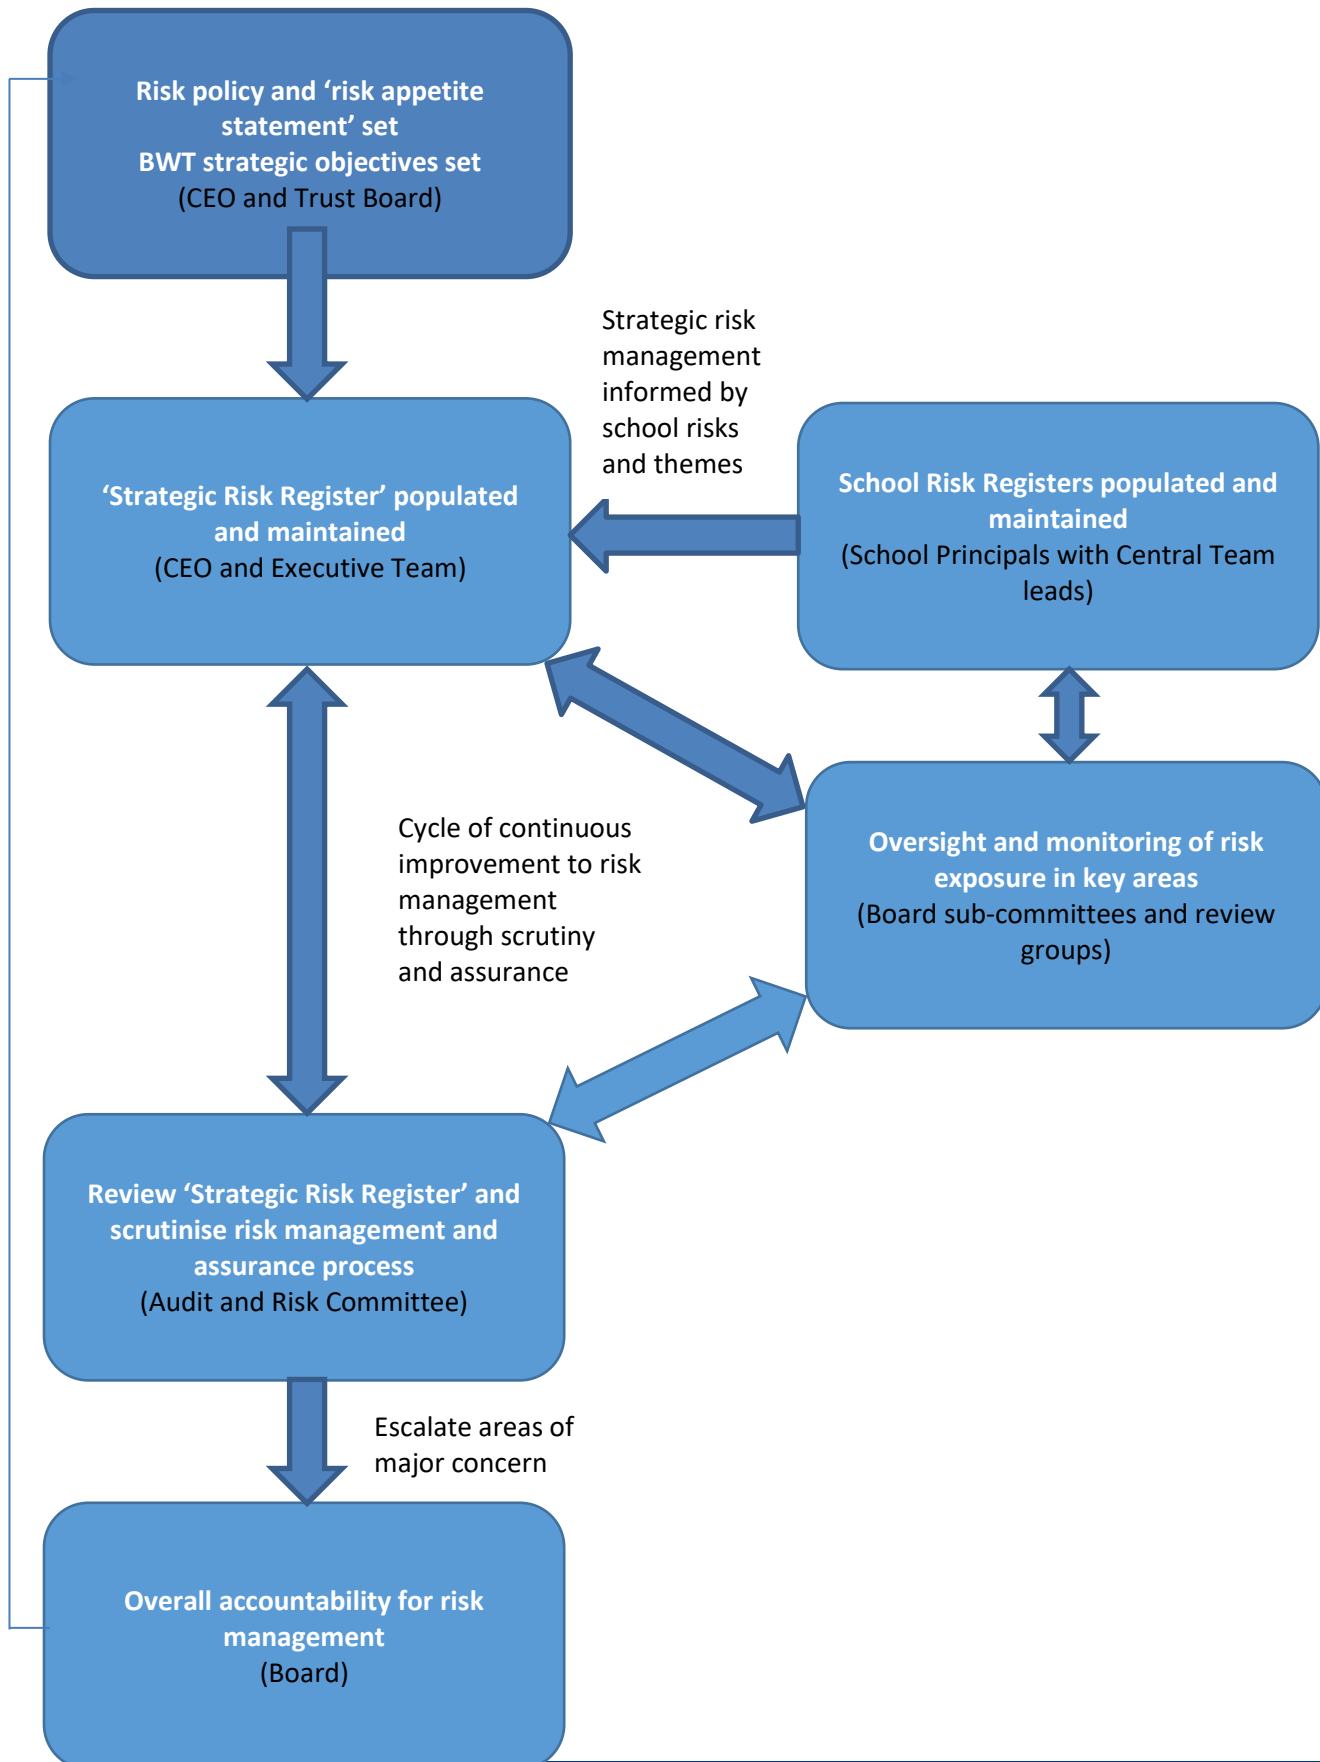 Risk policy and ‘risk appetite
statement’ set
BWT strategic objectives set
(CEO and Trust Board)
Strategic risk
management
informed by
school risks
and themes
‘Strategic Risk Register’ populated
and maintained
(CEO and Executive Team)
School Risk Registers populated and
maintained
(School Principals with Central Team
leads)
Cycle of continuous
improvement to risk
management
through scrutiny
and assurance
Oversight and monitoring of risk
exposure in key areas
(Board sub-committees and review
groups)
Review ‘Strategic Risk Register’ and
scrutinise risk management and
assurance process
(Audit and Risk Committee)
Escalate areas of
major concern
Overall accountability for risk
management
(Board)